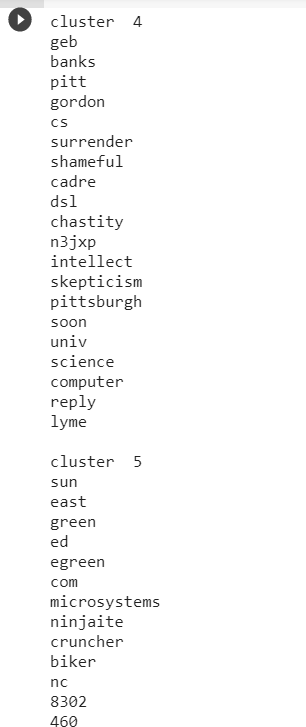 cluster  4
geb
banks
pitt
gordon
cs
surrender
shameful
cadre
dsl
chastity
n3jxp
intellect
skepticism
pittsburgh
soon
univ
science
computer
reply
lyme
cluster  5
sun
east
green
ed
egreen
com
microsystems
ninjaite
cruncher
biker
nc
8302
460